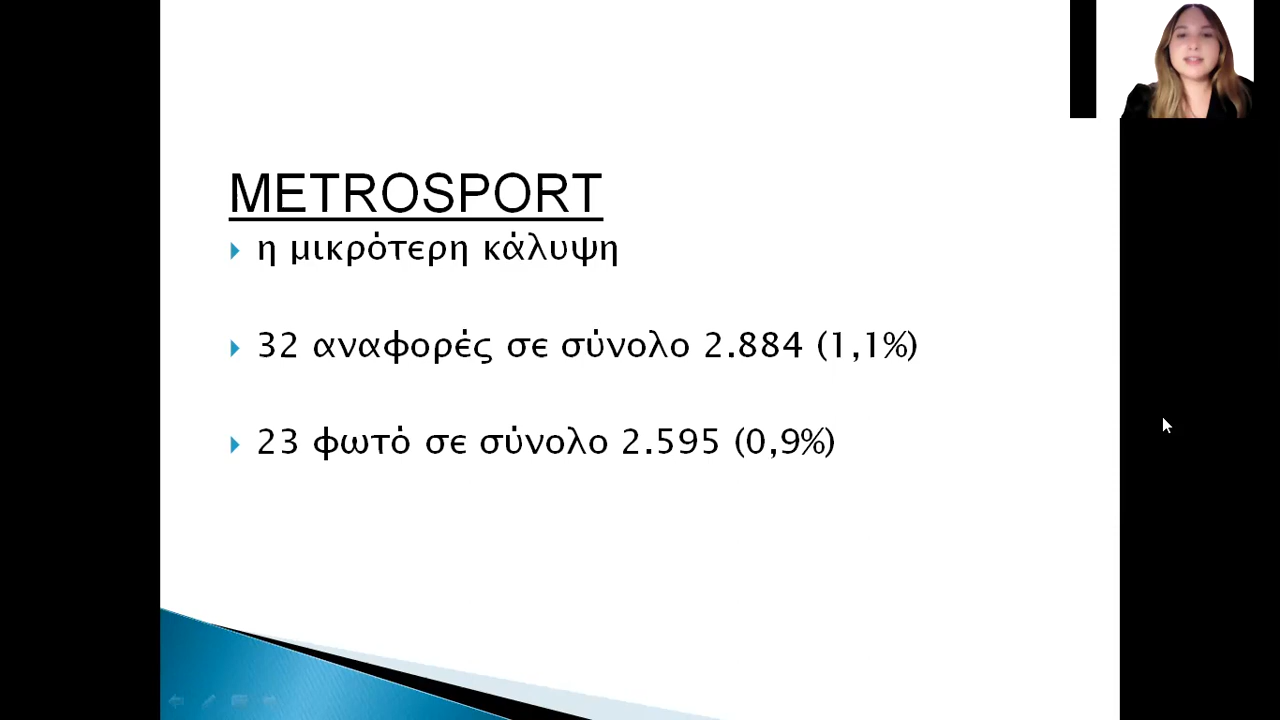 METROSPORT
η μικρότερη κάλυψη
32 αναφορές σε σύνολο 2.884 (1,1%)
23 φωτό σε σύνολο 2.595 (0,9%)